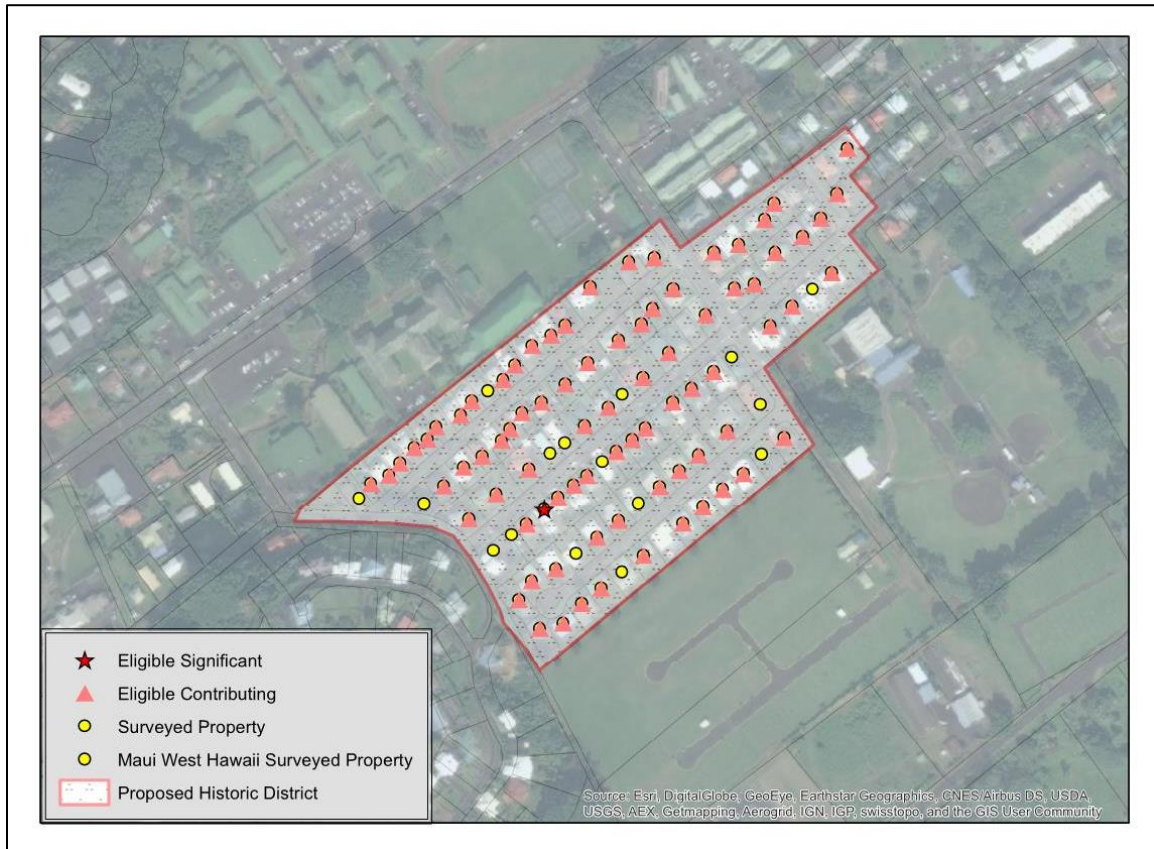 Eligible Significant
Eligible Contributing
Surveyed Property
Maui West Hawaii Surveyed Property
Proposed Historic District
Source: Esri, DigitalGlobe, GeoEye, Earthstar Geographics, CNES/Airbus DS, USDA,
USGS, AEX, Getmapping, Aerogrid, IGN, IGP, swisstopo, and the GIS User Community